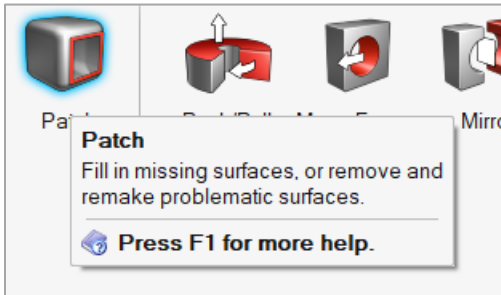 Patch
Fill in missing surfaces, or remove and
remake problematic surfaces.
Press F1 for more help.